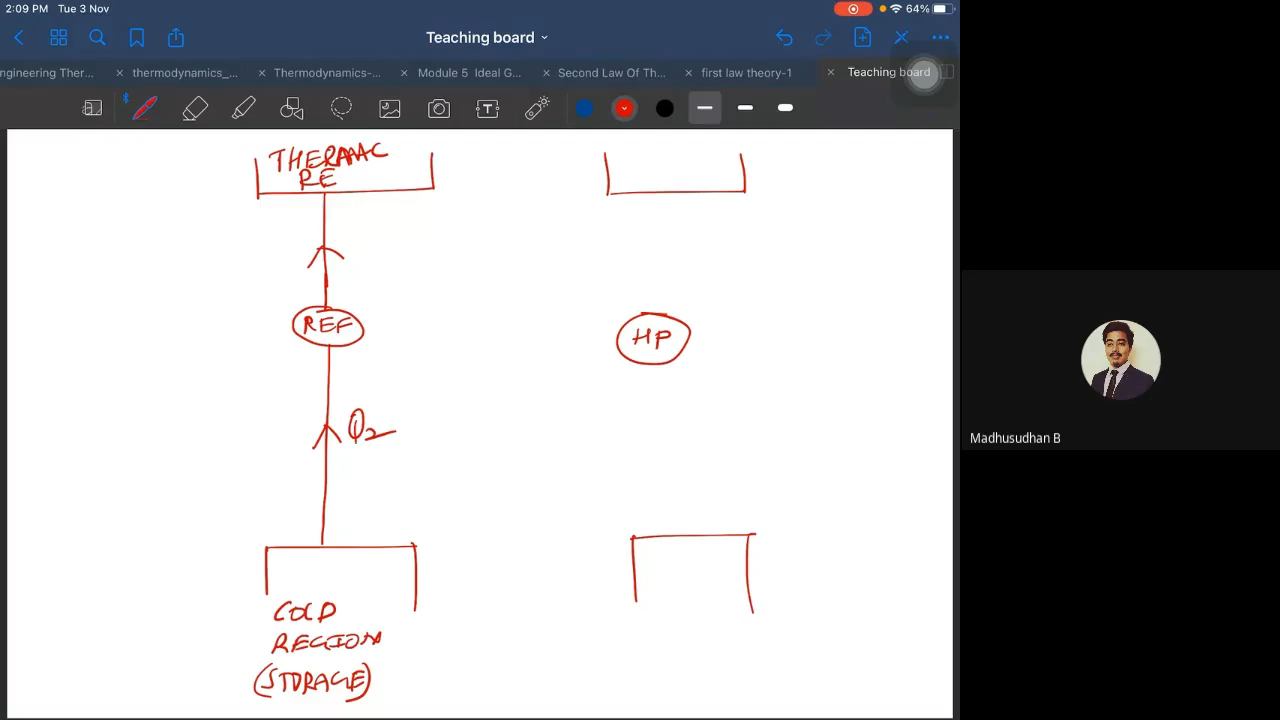 2:09 PM Tue 3 Nov
64%
Teaching board
ngineering Ther...
thermodynamics_...
Thermodynamics-...
Module 5 Ideal G...
Second Law Of Th...
first law theory-1
Teaching board
THERMAC
RE
REF
HP
Q2
COLD
REGION
(STORAGE)
Madhusudhan B